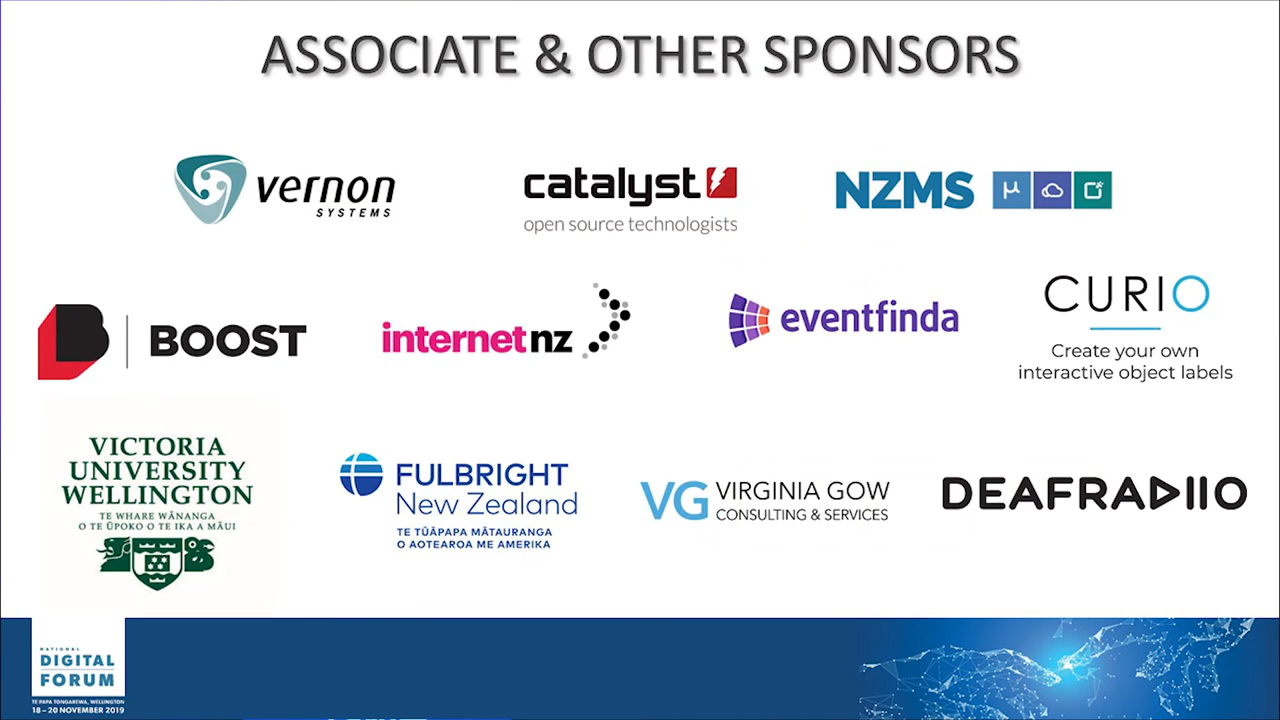 ASSOCIATE & OTHER SPONSORS
vernon
SYSTEMS
catalyst
open source technologists
NZMS
B
BOOST
internetnz
eventfinda
CURIO
Create your own
interactive object labels
VICTORIA
UNIVERSITY
WELLINGTON
TE WHARE WĀNANGA
O TE ŪPOKO O TE IKA A MĀUI
FULBRIGHT
New Zealand
TE TŪĀPAPA MĀTAURANGA
O AOTEAROA ME AMERIKA
VG
VIRGINIA GOW
CONSULTING & SERVICES
DEAFRADIIO
NATIONAL
DIGITAL
FORUM
TE PAPA TONGAREWA, WELLINGTON
18 – 20 NOVEMBER 2019